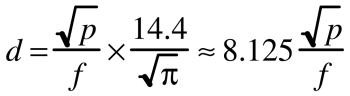 d = √p / f × 14.4 / √π ≈ 8.125 √p / f